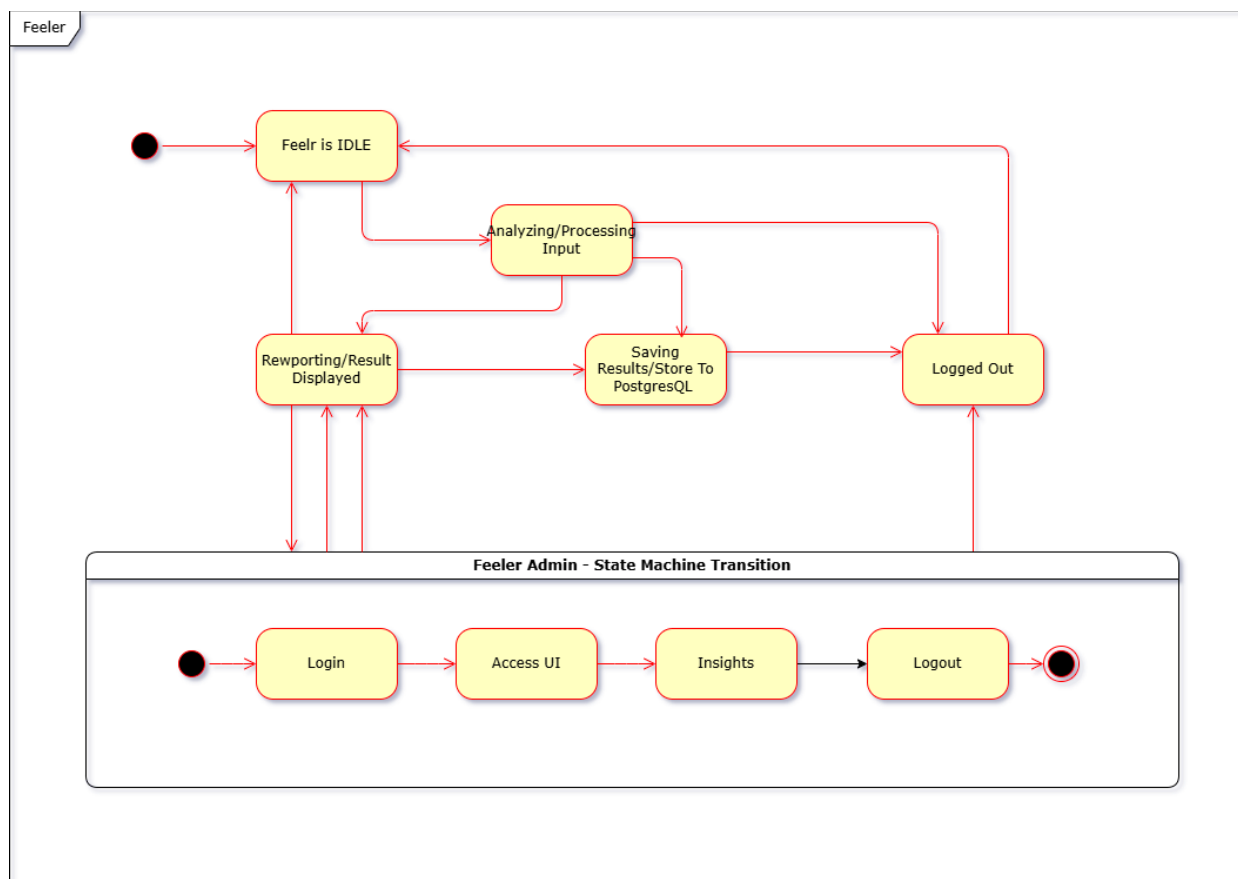 Feeler
Feelr is IDLE
Analyzing/Processing
Input
Rewporting/Result
Displayed
Saving
Results/Store To
PostgresQL
Logged Out
Feeler Admin - State Machine Transition
Login
Access UI
Insights
Logout